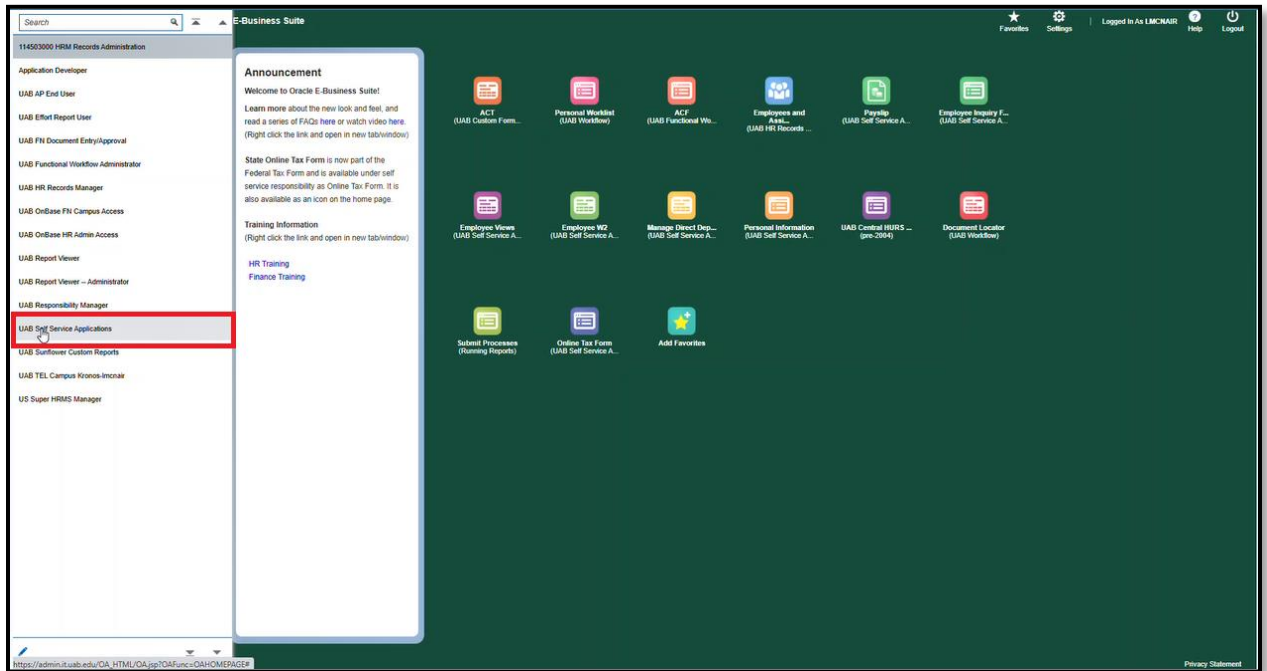 Search
E-Business Suite
Favorites
Settings
Logged In As LMCNAIR
Help
Logout
114503000 HRM Records Administration
Application Developer
UAB AP End User
UAB Effort Report User
UAB FN Document Entry/Approval
UAB Functional Workflow Administrator
UAB HR Records Manager
UAB OnBase FN Campus Access
UAB OnBase HR Admin Access
UAB Report Viewer
UAB Report Viewer – Administrator
UAB Responsibility Manager
UAB Self Service Applications
UAB Sunflower Custom Reports
UAB TEL Campus Kronos-lmcnair
US Super HRMS Manager
https://admin.it.uab.edu/OA_HTML/OA.jsp?OAFunc=OAHOMEPAGE#
Announcement
Welcome to Oracle E-Business Suite!
Learn more about the new look and feel, and
read a series of FAQs here or watch video here.
(Right click the link and open in new tab/window)
State Online Tax Form is now part of the
Federal Tax Form and is available under self
service responsibility as Online Tax Form. It is
also available as an icon on the home page.
Training Information
(Right click the link and open in new tab/window)
HR Training
Finance Training
ACT
(UAB Custom Form...
Personal Worklist
(UAB Workflow)
ACF
(UAB Functional Wo...
Employees and
Assi...
(UAB HR Records ...
Payslip
(UAB Self Service A...
Employee Inquiry F...
(UAB Self Service A...
Employee Views
(UAB Self Service A...
Employee W2
(UAB Self Service A...
Manage Direct Dep...
(UAB Self Service A...
Personal Information
(UAB Self Service A...
UAB Central HURS ...
(pre-2004)
Document Locator
(UAB Workflow)
Submit Processes
(Running Reports)
Online Tax Form
(UAB Self Service A...
Add Favorites
Privacy Statement